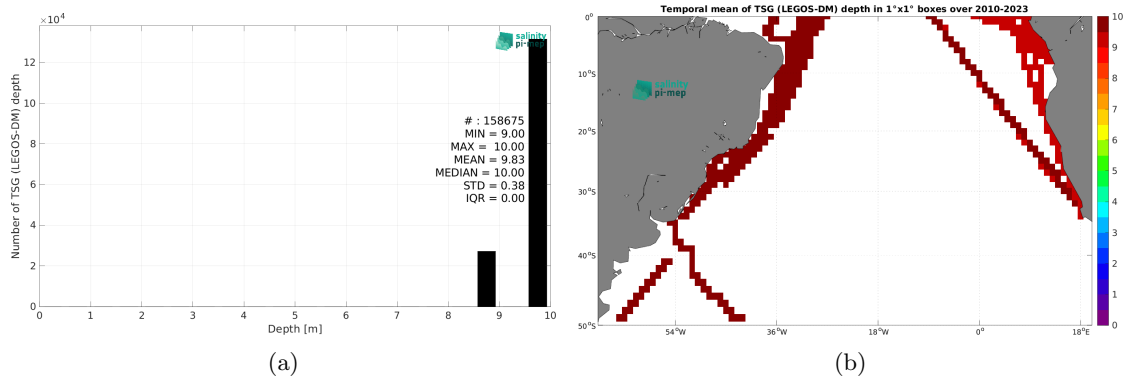 ×10⁴
12
10
8
6
4
2
0
Number of TSG (LEGOS-DM) depth
salinity
pi-mep
# : 158675
MIN = 9.00
MAX = 10.00
MEAN = 9.83
MEDIAN = 10.00
STD = 0.38
IQR = 0.00
0 1 2 3 4 5 6 7 8 9 10
Depth [m]
(a)
Temporal mean of TSG (LEGOS-DM) depth in 1°x1° boxes over 2010-2023
0°
10°S
20°S
30°S
40°S
50°S
salinity
pi-mep
54°W 36°W 18°W 0° 18°E
10
9
8
7
6
5
4
3
2
1
0
(b)